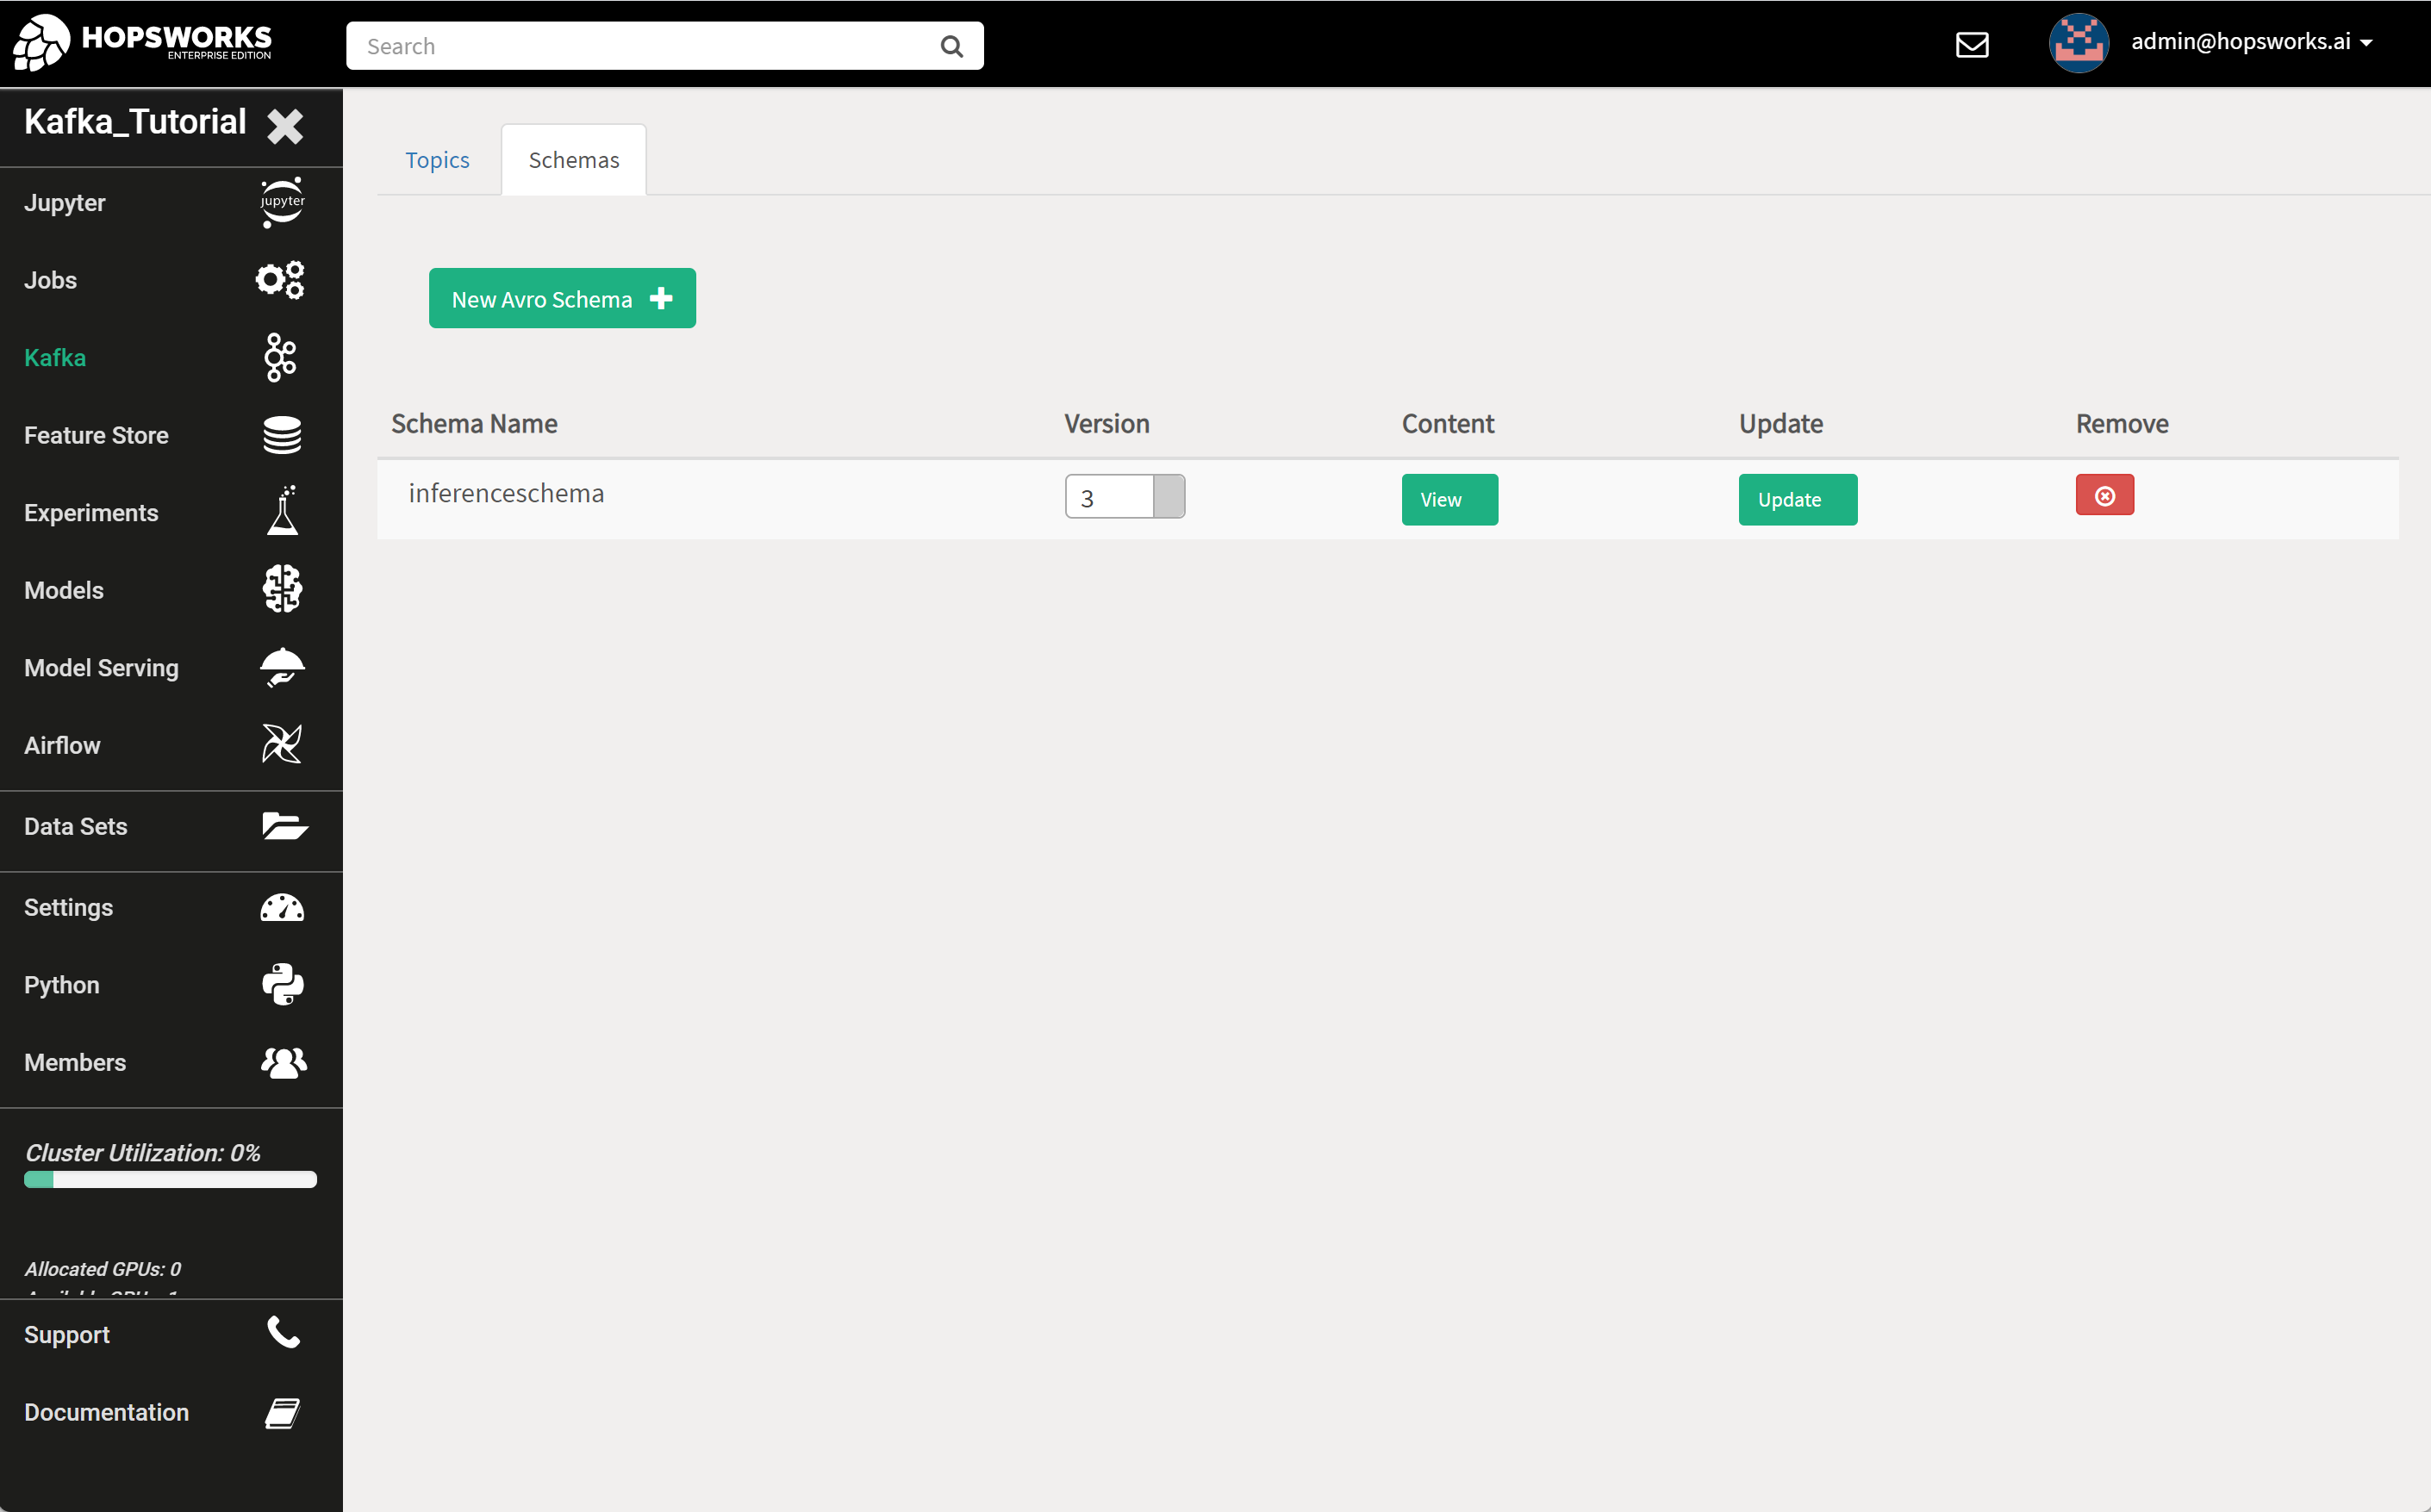 HOPSWORKS
ENTERPRISE EDITION
Search
admin@hopsworks.ai
Kafka_Tutorial
Jupyter
jupyter
Jobs
Kafka
Feature Store
Experiments
Models
Model Serving
Airflow
Data Sets
Settings
Python
Members
Cluster Utilization: 0%
Allocated GPUs: 0
Support
Documentation
Topics
Schemas
New Avro Schema
Schema Name Version Content Update Remove
inferenceschema 3 View Update